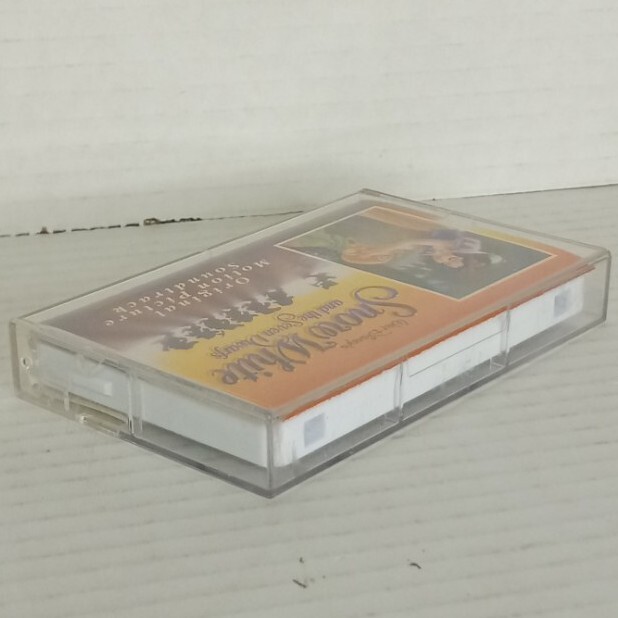 Walt Disney's
Snow White
and the Seven Dwarfs
Original
Motion Picture
Soundtrack